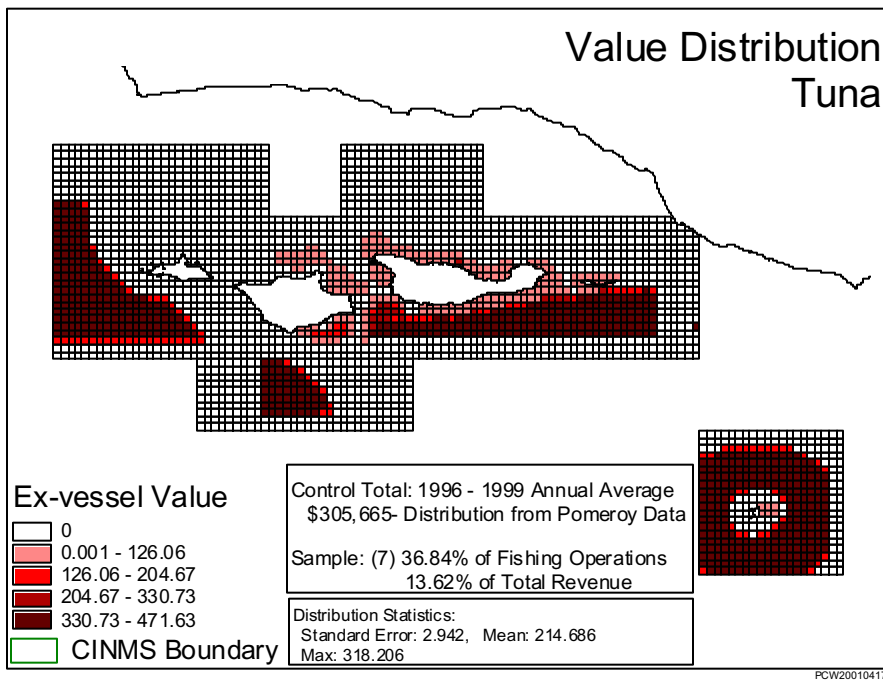 Value Distribution
Tuna
Ex-vessel Value
0
0.001 - 126.06
126.06 - 204.67
204.67 - 330.73
330.73 - 471.63
CINMS Boundary
Control Total: 1996 - 1999 Annual Average
$305,665- Distribution from Pomeroy Data
Sample: (7) 36.84% of Fishing Operations
13.62% of Total Revenue
Distribution Statistics:
Standard Error: 2.942, Mean: 214.686
Max: 318.206
PCW20010417